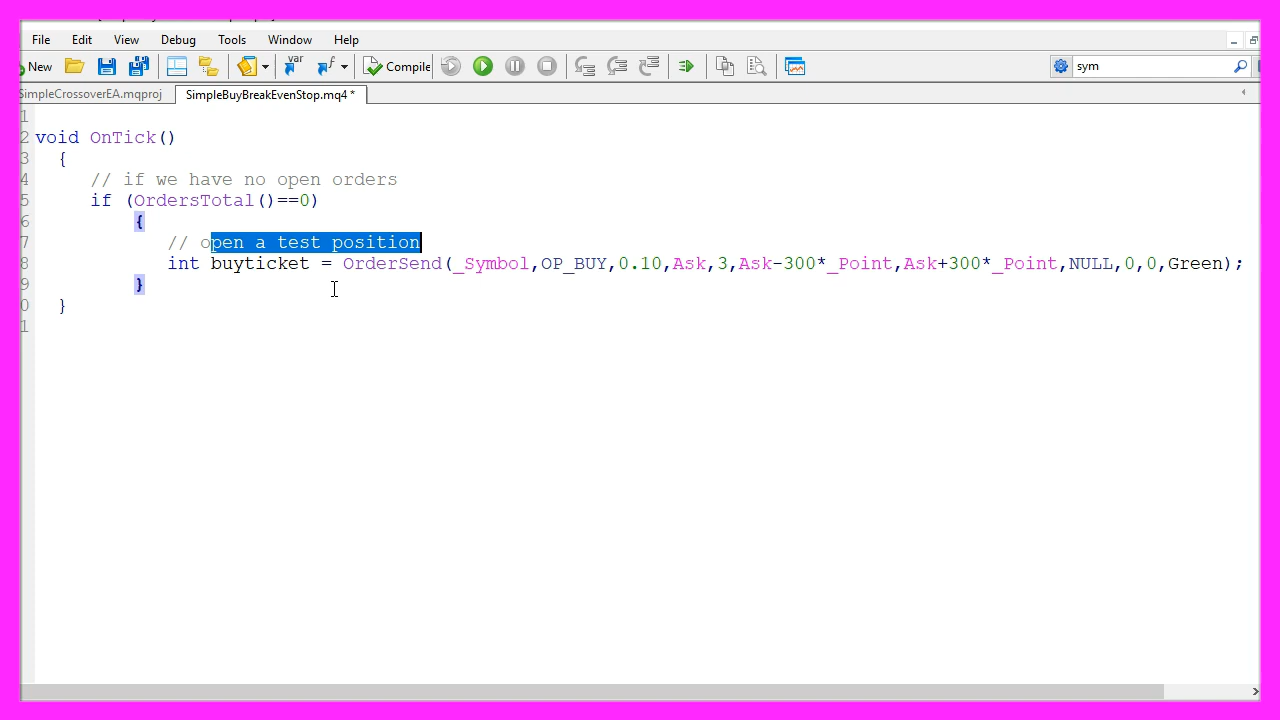 File Edit View Debug Tools Window Help
New var Compile sym
SimpleCrossoverEA.mqproj SimpleBuyBreakEvenStop.mq4 *
1
2 void OnTick()
3 {
4 // if we have no open orders
5 if (OrdersTotal()==0)
6 {
7 // open a test position
8 int buyticket = OrderSend(_Symbol,OP_BUY,0.10,Ask,3,Ask-300*_Point,Ask+300*_Point,NULL,0,0,Green);
9 }
0 }
1